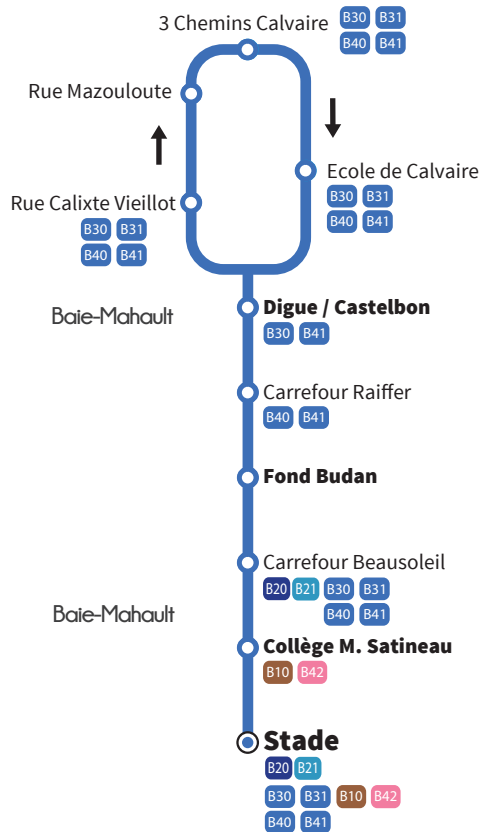 3 Chemins Calvaire
B30 B31
B40 B41
Rue Mazouloute
Ecole de Calvaire
B30 B31
B40 B41
Rue Calixte Vieillot
B30 B31
B40 B41
Baie-Mahault
Digue / Castelbon
B30 B41
Carrefour Raiffer
B40 B41
Fond Budan
Carrefour Beausoleil
B20 B21 B30 B31
B40 B41
Baie-Mahault
Collège M. Satineau
B10 B42
Stade
B20 B21
B30 B31 B10 B42
B40 B41